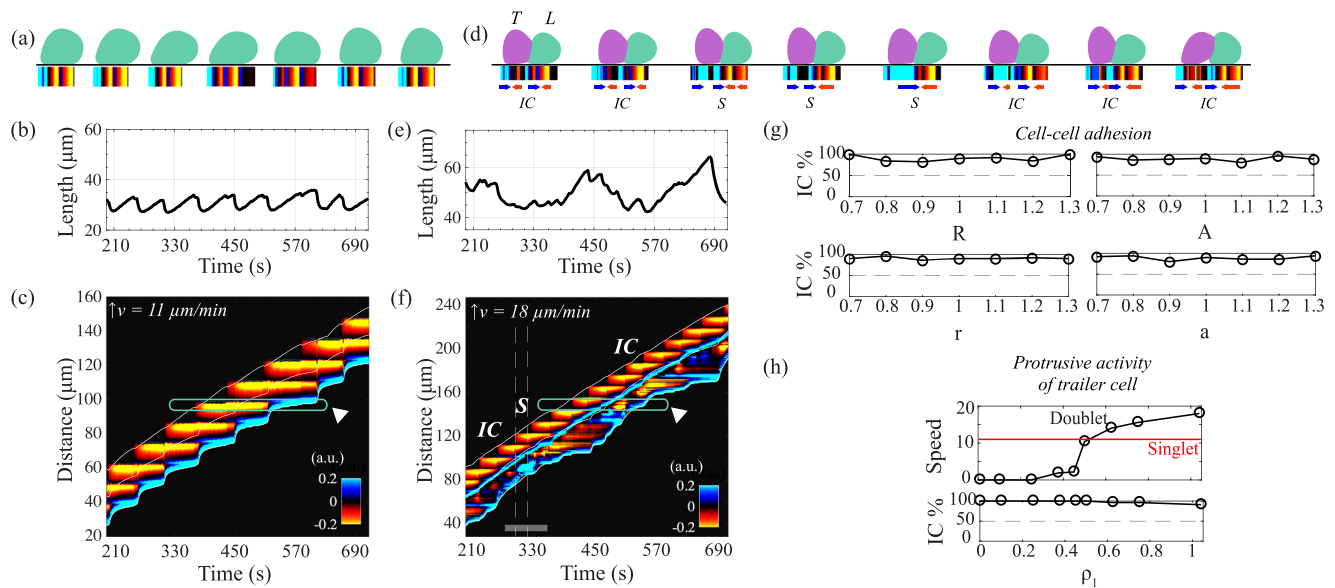 (a)
(d)
T
L
IC
IC
S
S
S
IC
IC
IC
(b)
60
50
40
30
20
Length (μm)
210
330
450
570
690
Time (s)
(e)
60
40
Length (μm)
210
330
450
570
690
Time (s)
(c)
160
140
120
100
80
60
40
20
Distance (μm)
↑v = 11 μm/min
(a.u.)
0.2
0
-0.2
210
330
450
570
690
Time (s)
(f)
240
200
160
120
80
40
Distance (μm)
↑v = 18 μm/min
IC
S
IC
(a.u.)
0.2
0
-0.2
210
330
450
570
690
Time (s)
(g)
Cell-cell adhesion
IC %
100
50
0
0.7 0.8 0.9 1 1.1 1.2 1.3
R
0.7 0.8 0.9 1 1.1 1.2 1.3
A
IC %
100
50
0
0.7 0.8 0.9 1 1.1 1.2 1.3
r
0.7 0.8 0.9 1 1.1 1.2 1.3
a
(h)
Protrusive activity
of trailer cell
Speed
20
10
0
Doublet
Singlet
IC %
100
50
0
0.2
0.4
0.6
0.8
1
ρ1